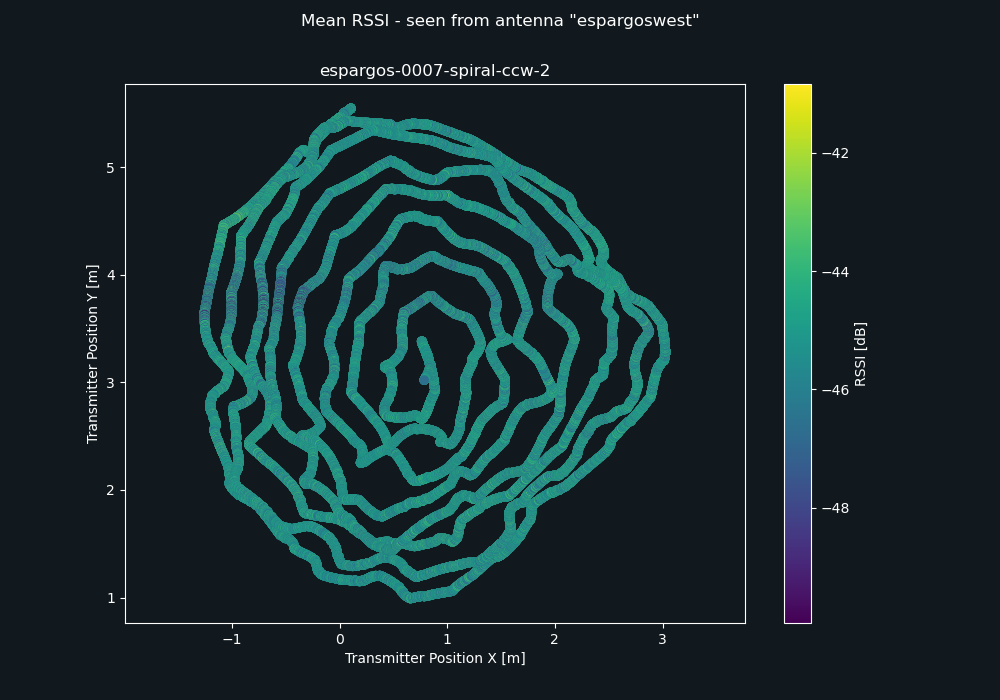 Mean RSSI - seen from antenna "espargoswest"
espargos-0007-spiral-ccw-2
Transmitter Position Y [m]
5
4
3
2
1
−1
0
1
2
3
Transmitter Position X [m]
−42
−44
−46
−48
RSSI [dB]